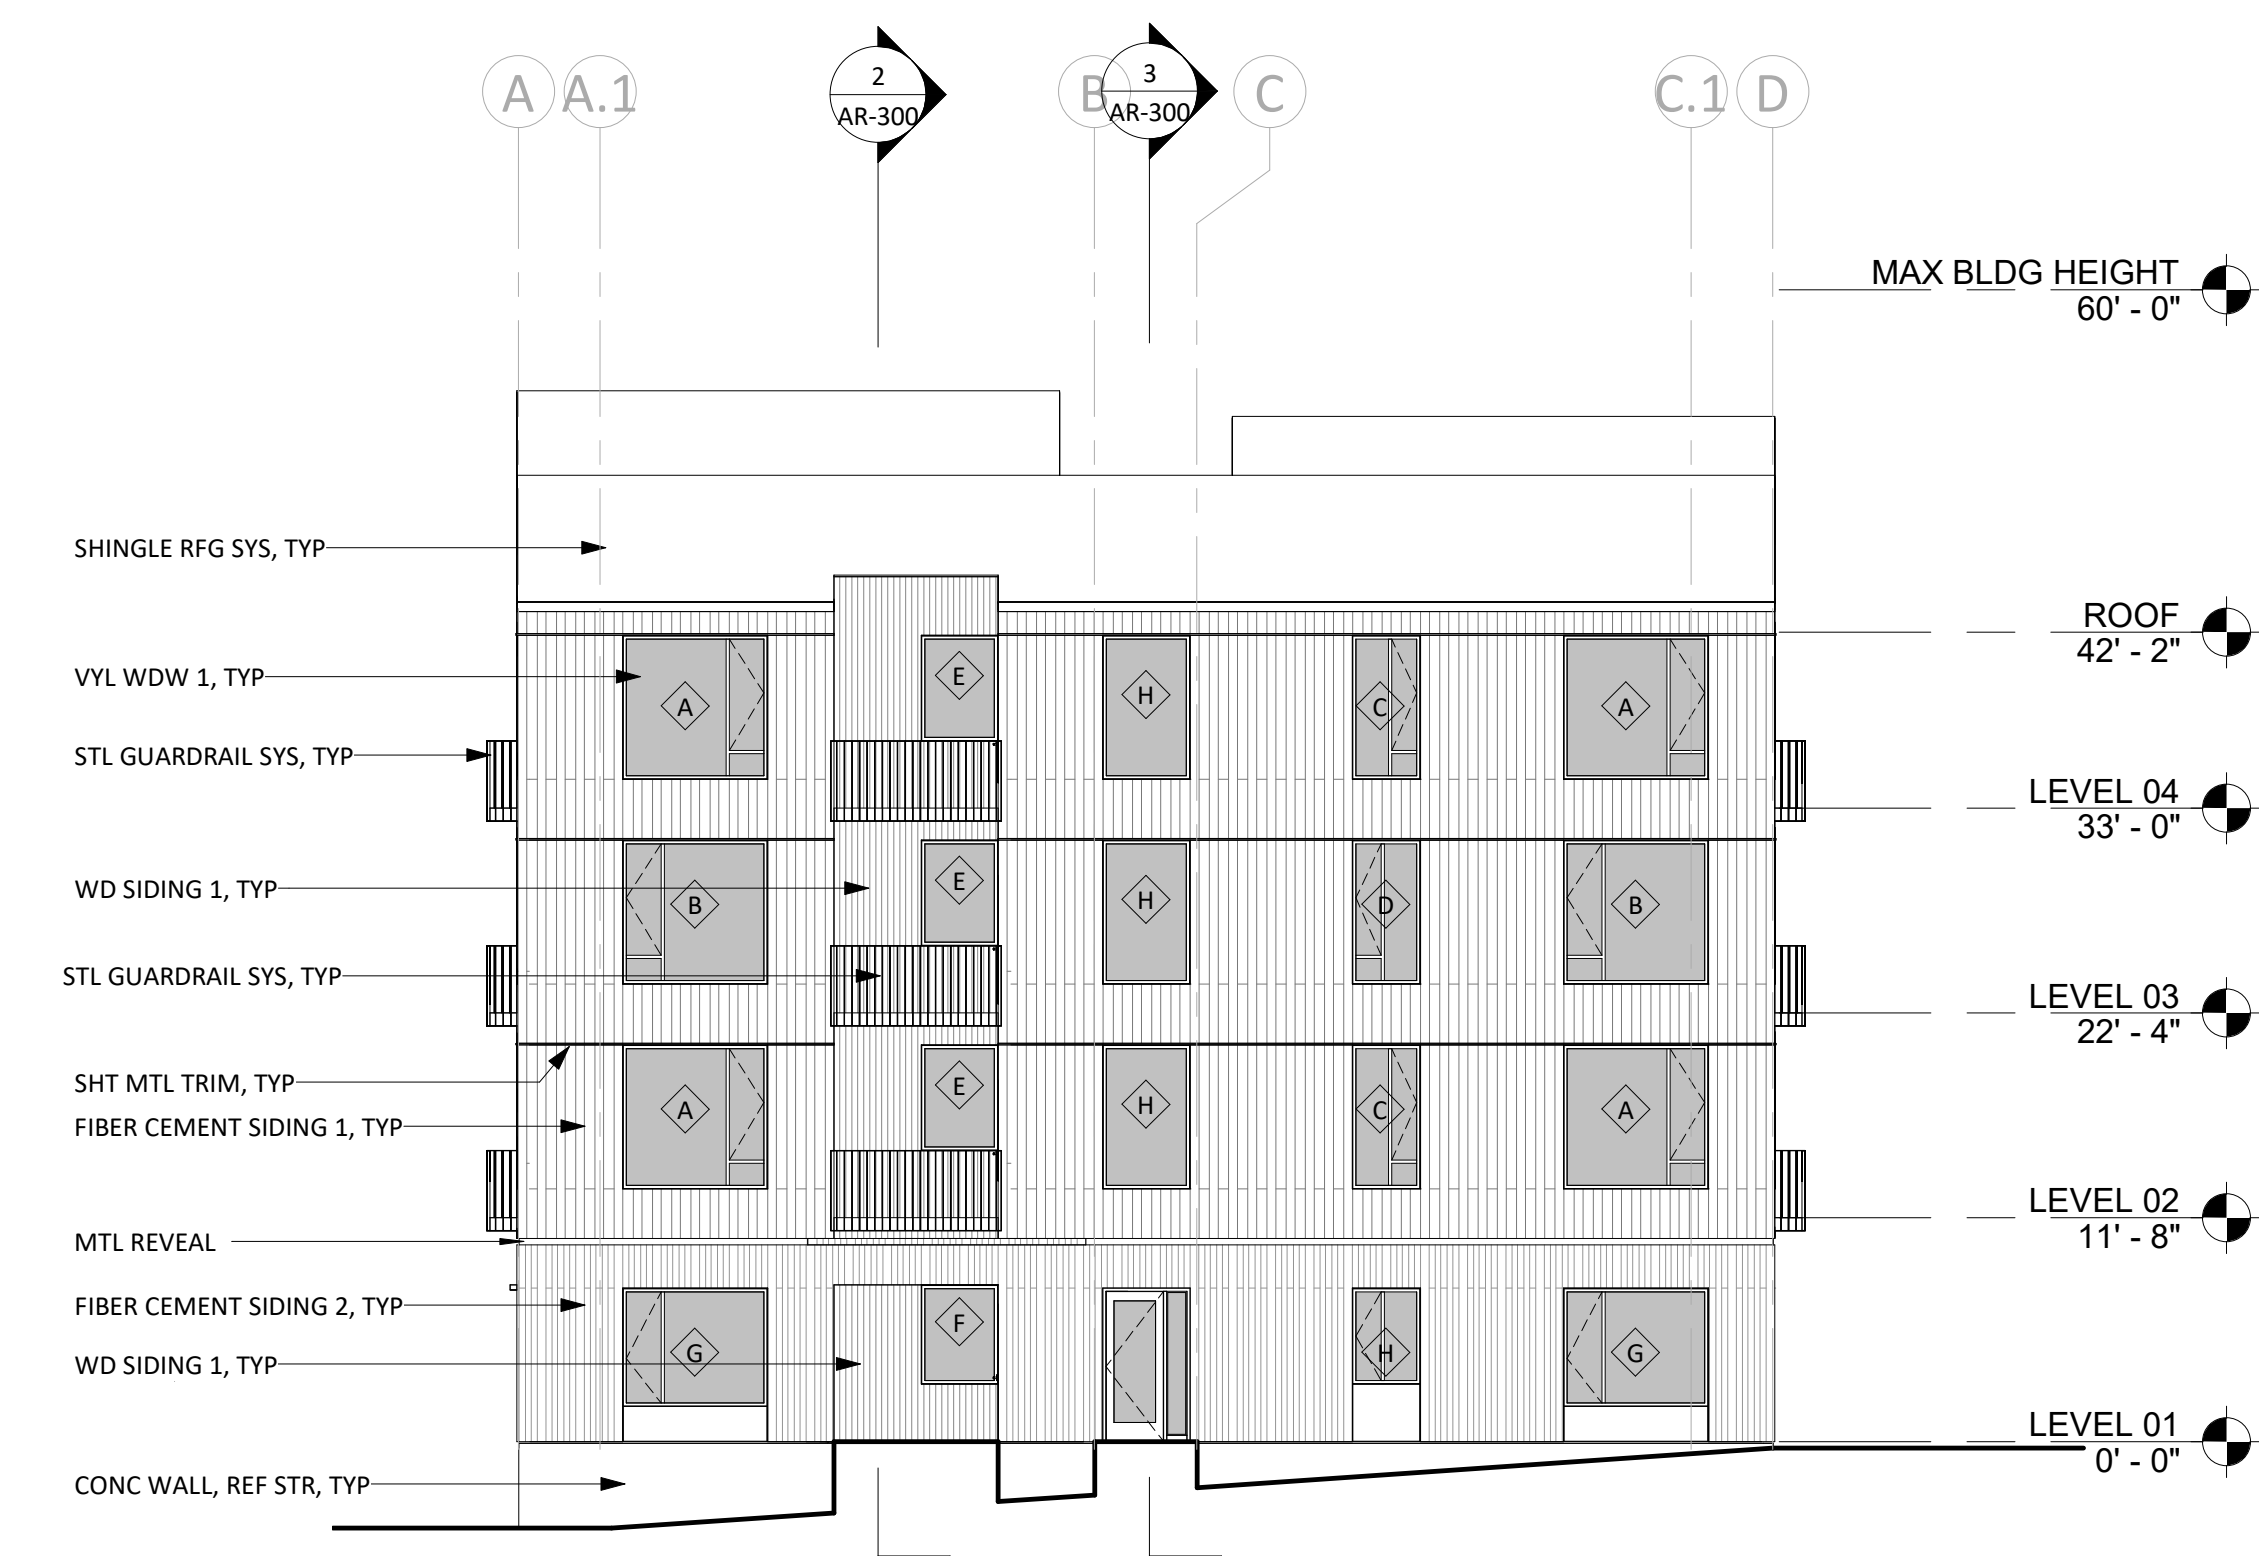 A
A.1
2
AR-300
B
3
AR-300
C
C.1
D
MAX BLDG HEIGHT
60' - 0"
SHINGLE RFG SYS, TYP
ROOF
42' - 2"
VYL WDW 1, TYP
A
E
H
C
A
STL GUARDRAIL SYS, TYP
LEVEL 04
33' - 0"
WD SIDING 1, TYP
B
E
H
D
B
STL GUARDRAIL SYS, TYP
LEVEL 03
22' - 4"
SHT MTL TRIM, TYP
A
E
H
C
A
FIBER CEMENT SIDING 1, TYP
LEVEL 02
11' - 8"
MTL REVEAL
FIBER CEMENT SIDING 2, TYP
G
F
H
G
WD SIDING 1, TYP
LEVEL 01
0' - 0"
CONC WALL, REF STR, TYP